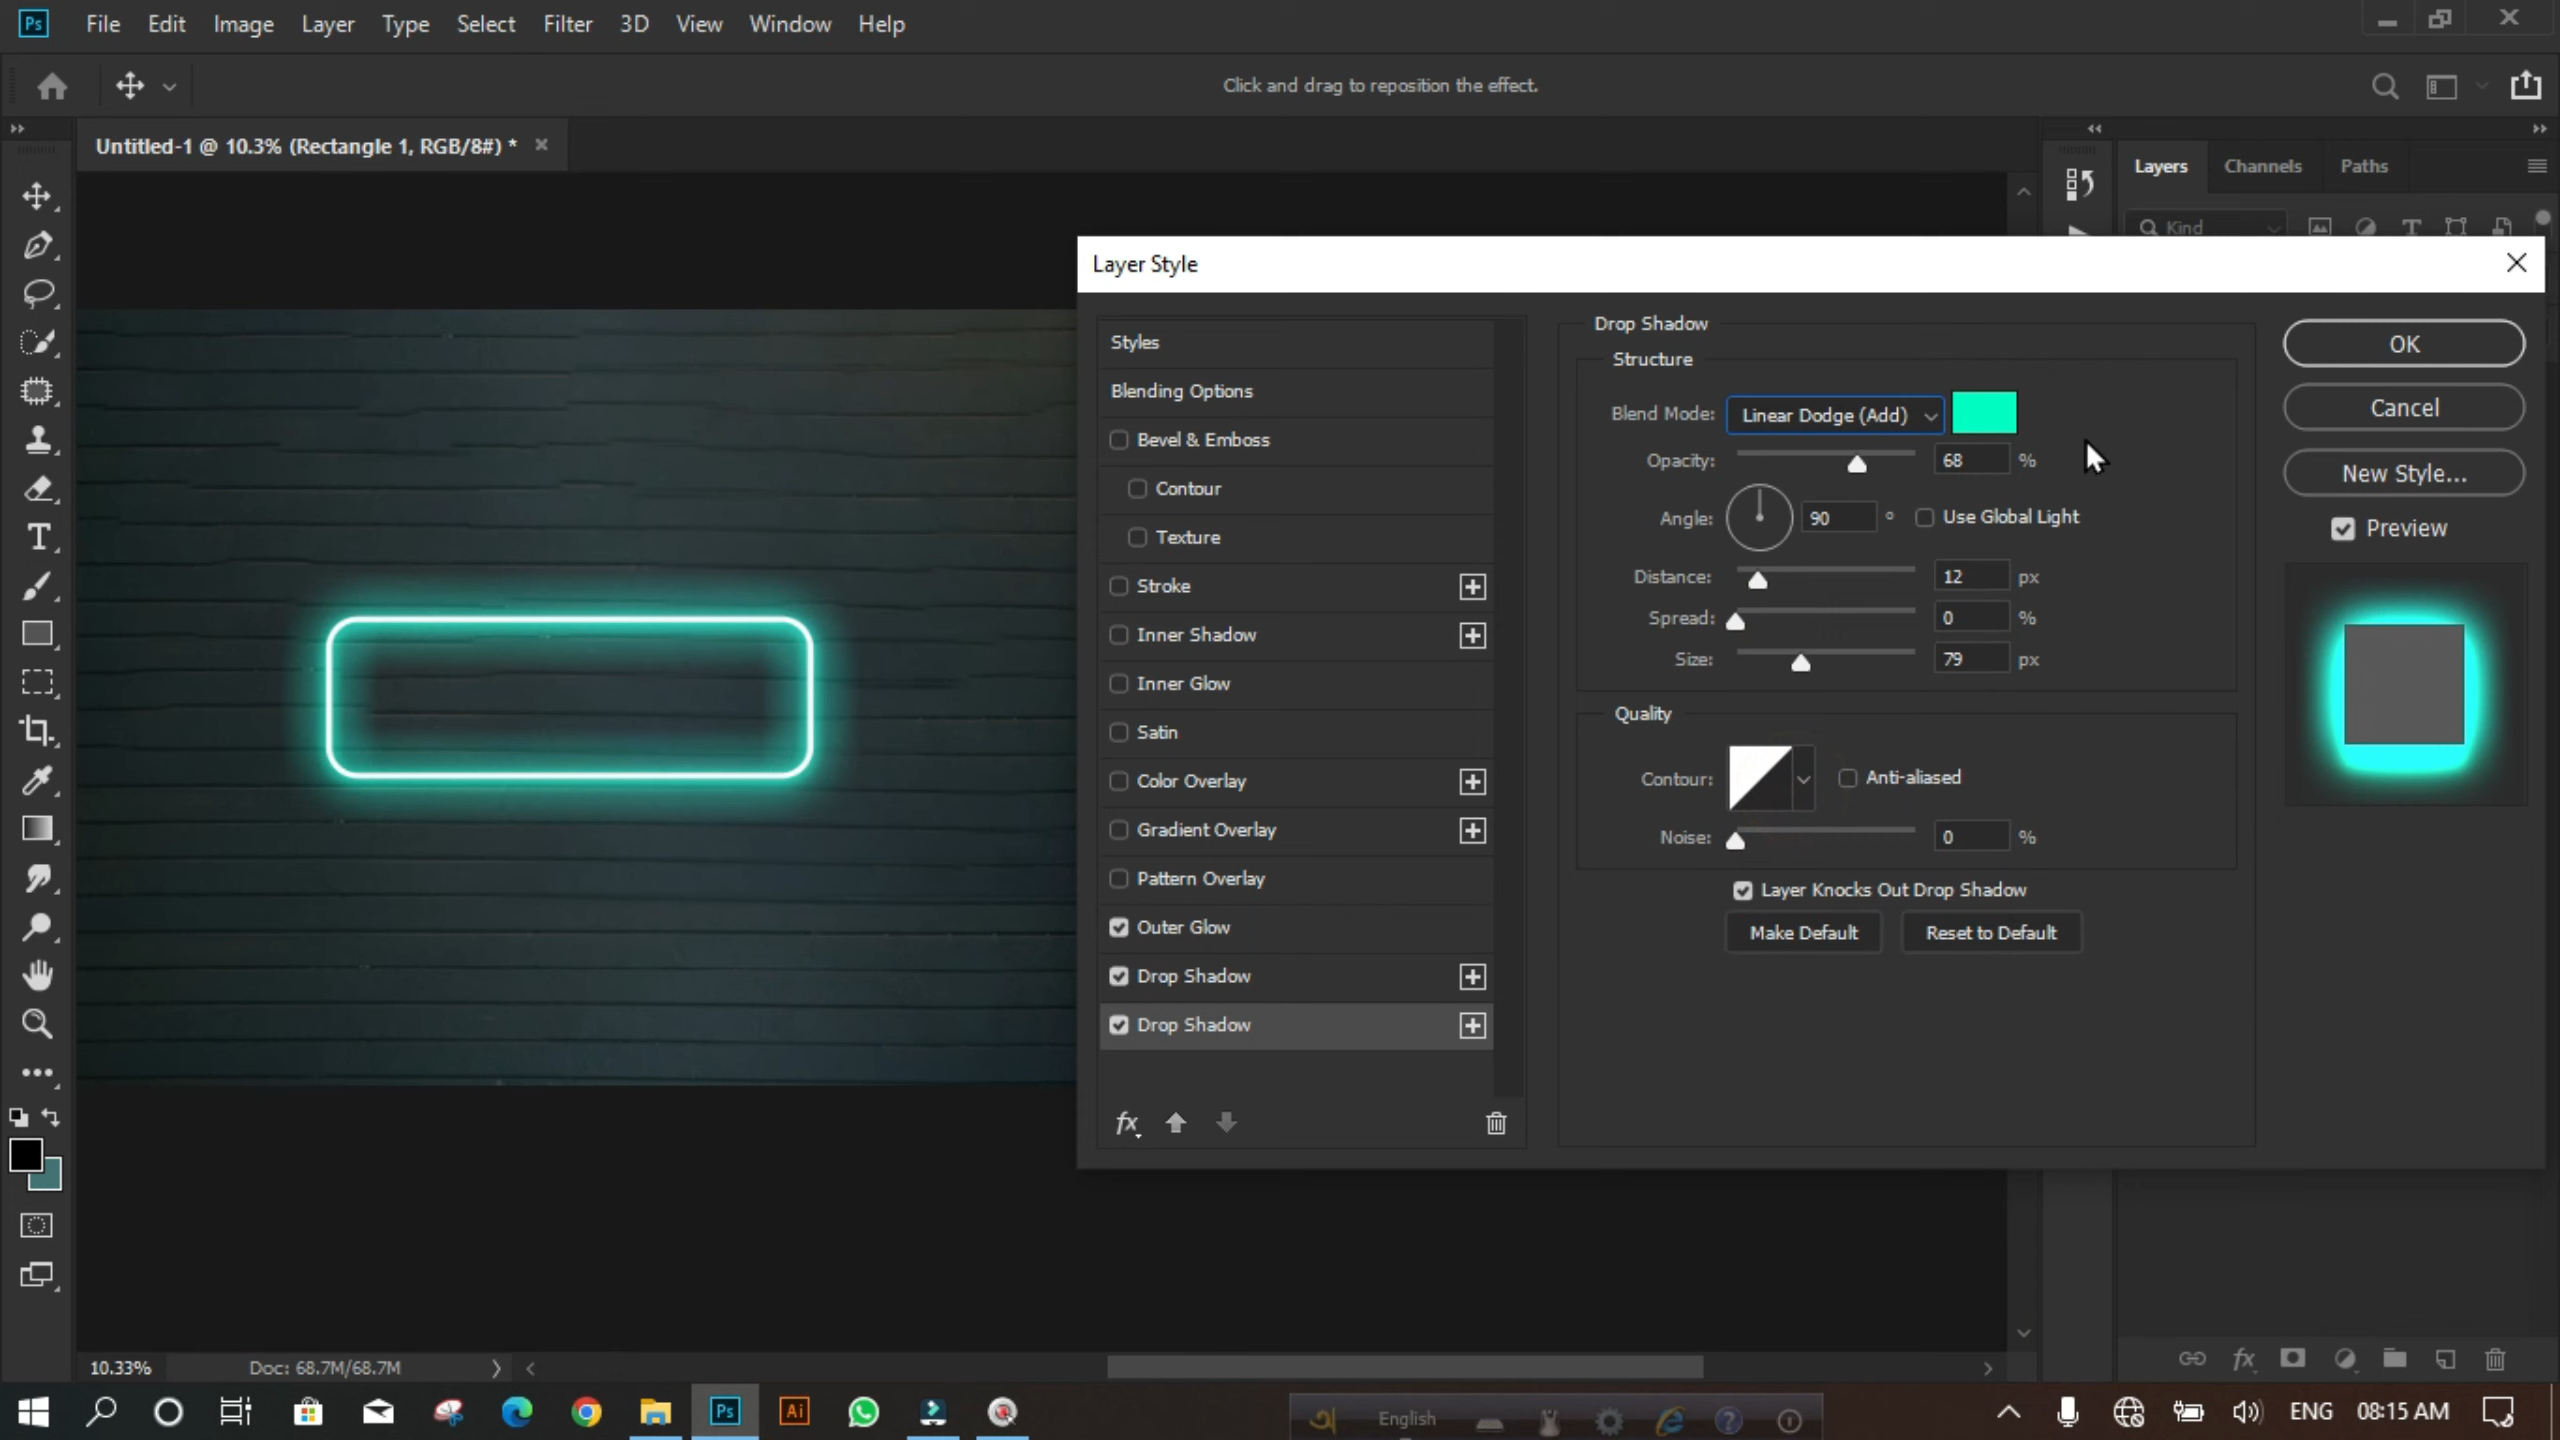 Ps File Edit Image Layer Type Select Filter 3D View Window Help
Click and drag to reposition the effect.
Untitled-1 @ 10.3% (Rectangle 1, RGB/8#) * ×
Layers Channels Paths
Kind
Layer Style
Styles
Blending Options
Bevel & Emboss
Contour
Texture
Stroke
Inner Shadow
Inner Glow
Satin
Color Overlay
Gradient Overlay
Pattern Overlay
Outer Glow
Drop Shadow
Drop Shadow
fx
Drop Shadow
Structure
Blend Mode: Linear Dodge (Add)
Opacity: 68 %
Angle: 90 ° Use Global Light
Distance: 12 px
Spread: 0 %
Size: 79 px
Quality
Contour: Anti-aliased
Noise: 0 %
Layer Knocks Out Drop Shadow
Make Default Reset to Default
OK
Cancel
New Style...
Preview
10.33% Doc: 68.7M/68.7M
fx
Ps Ai অ English ENG 08:15 AM